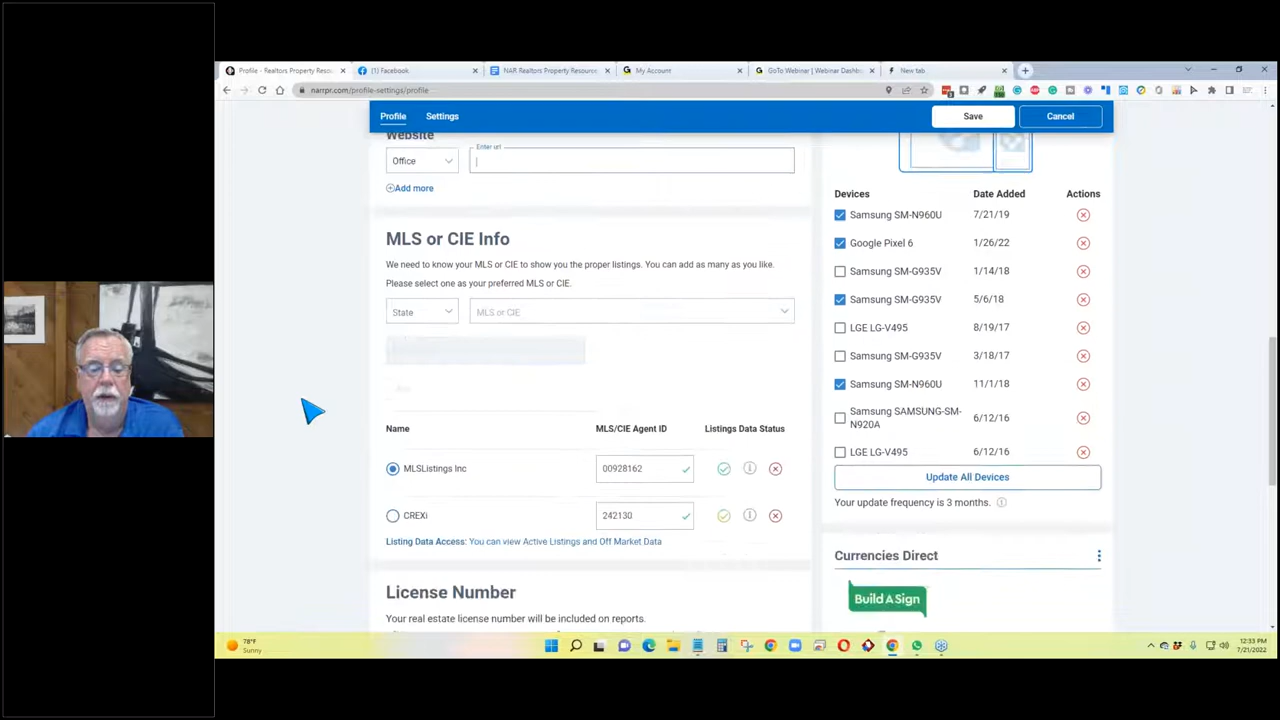 Profile - Realtors Property Resourc
(1) Facebook
NAR Realtors Property Resource
My Account
GoTo Webinar | Webinar Dashbo
New tab
narrpr.com/profile-settings/profile
Profile
Settings
Save
Cancel
Website
Office
Enter url
Add more
MLS or CIE Info
We need to know your MLS or CIE to show you the proper listings. You can add as many as you like.
Please select one as your preferred MLS or CIE.
State
MLS or CIE
Name MLS/CIE Agent ID Listings Data Status
MLSListings Inc 00928162
CREXi 242130
Listing Data Access: You can view Active Listings and Off Market Data
License Number
Your real estate license number will be included on reports.
Devices Date Added Actions
Samsung SM-N960U 7/21/19
Google Pixel 6 1/26/22
Samsung SM-G935V 1/14/18
Samsung SM-G935V 5/6/18
LGE LG-V495 8/19/17
Samsung SM-G935V 3/18/17
Samsung SM-N960U 11/1/18
Samsung SAMSUNG-SM-
N920A 6/12/16
LGE LG-V495 6/12/16
Update All Devices
Your update frequency is 3 months.
Currencies Direct
Build A Sign
78°F
Sunny
12:33 PM
7/21/2022